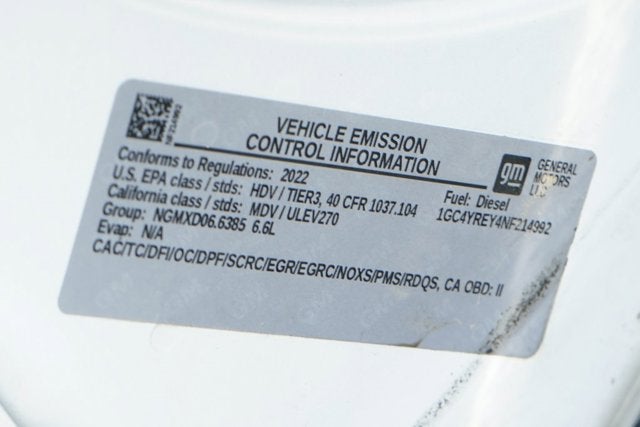 NF214992
VEHICLE EMISSION
CONTROL INFORMATION
gm GENERAL
MOTORS
LLC
Conforms to Regulations: 2022
U.S. EPA class / stds: HDV / TIER3, 40 CFR 1037.104 Fuel: Diesel
California class / stds: MDV / ULEV270 1GC4YREY4NF214992
Group: NGMXD06.6385 6.6L
Evap: N/A
CAC/TC/DFI/OC/DPF/SCRC/EGR/EGRC/NOXS/PMS/RDQS, CA OBD: II